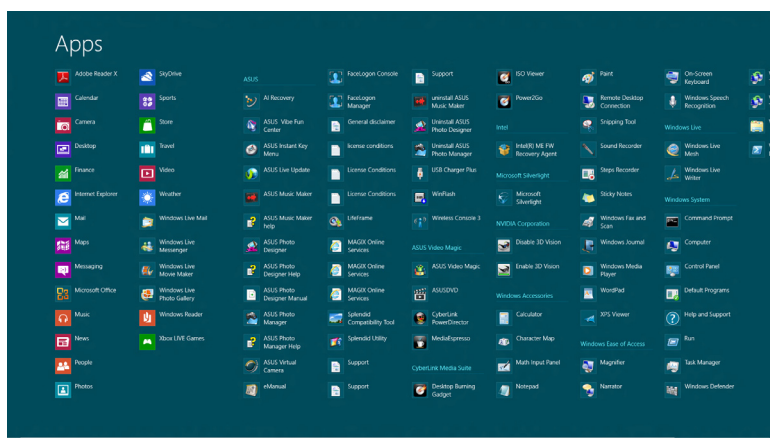 Apps
Adobe Reader X
Calendar
Camera
Desktop
Finance
Internet Explorer
Mail
Maps
Messaging
Microsoft Office
Music
News
People
Photos
SkyDrive
Sports
Store
Travel
Video
Weather
Windows Live Mail
Windows Live
Messenger
Windows Live
Movie Maker
Windows Live
Photo Gallery
Windows Reader
Xbox LIVE Games
ASUS
AI Recovery
ASUS Vibe Fun
Center
ASUS Instant Key
Menu
ASUS Live Update
ASUS Music Maker
ASUS Music Maker
help
ASUS Photo
Designer
ASUS Photo
Designer Help
ASUS Photo
Designer Manual
ASUS Photo
Manager
ASUS Photo
Manager Help
ASUS Virtual
Camera
eManual
FaceLogon Console
FaceLogon
Manager
General disclaimer
license conditions
License Conditions
License Conditions
LifeFrame
MAGIX Online
Services
MAGIX Online
Services
MAGIX Online
Services
Splendid
Compatibility Tool
Splendid Utility
Support
Support
Support
uninstall ASUS
Music Maker
Uninstall ASUS
Photo Designer
Uninstall ASUS
Photo Manager
USB Charger Plus
WinFlash
Wireless Console 3
ASUS Video Magic
ASUS Video Magic
ASUSDVD
CyberLink
PowerDirector
MediaEspresso
CyberLink Media Suite
Desktop Burning
Gadget
ISO Viewer
Power2Go
Intel
Intel(R) ME FW
Recovery Agent
Microsoft Silverlight
Microsoft
Silverlight
NVIDIA Corporation
Disable 3D Vision
Enable 3D Vision
Windows Accessories
Calculator
Character Map
Math Input Panel
Notepad
Paint
Remote Desktop
Connection
Snipping Tool
Sound Recorder
Steps Recorder
Sticky Notes
Windows Fax and
Scan
Windows Journal
Windows Media
Player
WordPad
XPS Viewer
Windows Ease of Access
Magnifier
Narrator
On-Screen
Keyboard
Windows Speech
Recognition
Windows Live
Windows Live
Mesh
Windows Live
Writer
Windows System
Command Prompt
Computer
Control Panel
Default Programs
Help and Support
Run
Task Manager
Windows Defender